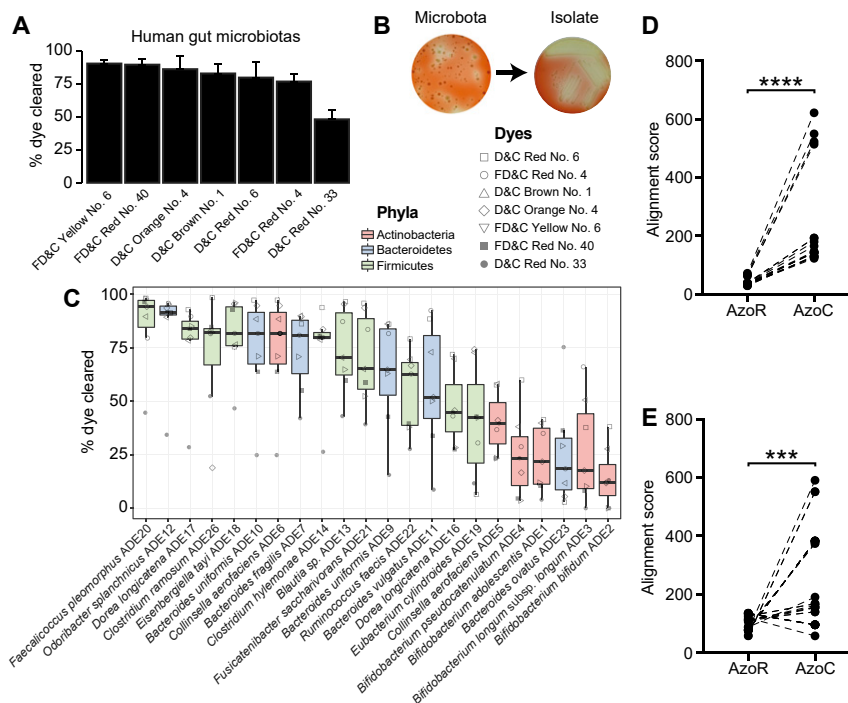 A
Human gut microbiotas
% dye cleared
100
75
50
25
0
FD&C Yellow No. 6
FD&C Red No. 40
D&C Orange No. 4
D&C Brown No. 1
D&C Red No. 6
FD&C Red No. 4
D&C Red No. 33
B
Microbota
Isolate
Phyla
Actinobacteria
Bacteroidetes
Firmicutes
Dyes
D&C Red No. 6
FD&C Red No. 4
D&C Brown No. 1
D&C Orange No. 4
FD&C Yellow No. 6
FD&C Red No. 40
D&C Red No. 33
C
% dye cleared
100
75
50
25
0
Faecalicoccus pleomorphus ADE20
Odoribacter splanchnicus ADE12
Dorea longicatena ADE17
Clostridium ramosum ADE26
Eisenbergiella tayi ADE18
Bacteroides uniformis ADE10
Collinsella aerofaciens ADE6
Bacteroides fragilis ADE7
Clostridium hylemonae ADE14
Blautia sp. ADE13
Fusicatenibacter saccharivorans ADE21
Bacteroides uniformis ADE9
Ruminococcus faecis ADE22
Bacteroides vulgatus ADE11
Dorea longicatena ADE16
Eubacterium cylindroides ADE19
Collinsella aerofaciens ADE5
Bifidobacterium pseudocatenulatum ADE4
Bifidobacterium adolescentis ADE1
Bacteroides ovatus ADE23
Bifidobacterium longum subsp. longum ADE3
Bifidobacterium bifidum ADE2
D
Alignment score
800
600
400
200
0
****
AzoR
AzoC
E
Alignment score
800
600
400
200
0
***
AzoR
AzoC